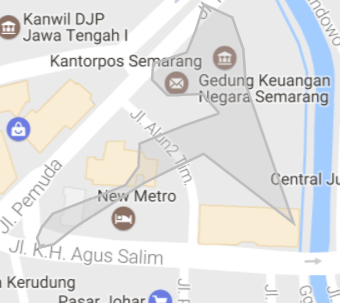 Kanwil DJP
Jawa Tengah I
Kantorpos Semarang
Gedung Keuangan
Negara Semarang
Jl. Alun2 Tim.
Jl. Pemuda
New Metro
Central Ju
Jl. K.H. Agus Salim
Kerudung
Pasar Johar